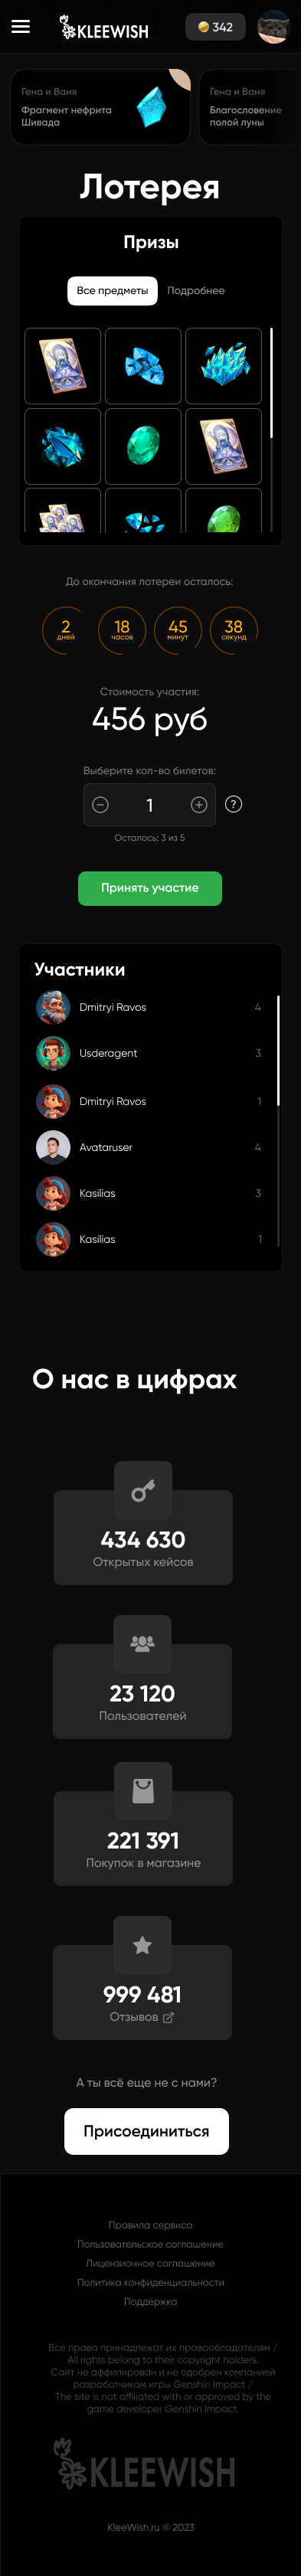 KLEEWISH
342
Гена и Ваня
Фрагмент нефрита
Шивада
Гена и Ваня
Благословение
полой луны
Лотерея
Призы
Все предметы
Подробнее
До окончания лотереи осталось:
2
дней
18
часов
45
минут
38
секунд
Стоимость участия:
456 руб
Выберите кол-во билетов:
1
?
Осталось: 3 из 5
Принять участие
Участники
Dmitryi Ravos 4
Usderagent 3
Dmitryi Ravos 1
Avataruser 4
Kasilias 3
Kasilias 1
О нас в цифрах
434 630
Открытых кейсов
23 120
Пользователей
221 391
Покупок в магазине
999 481
Отзывов
А ты всё еще не с нами?
Присоединиться
Правила сервиса
Пользовательское соглашение
Лицензионное соглашение
Политика конфиденциальности
Поддержка
Все права принадлежат их правообладателям /
All rights belong to their copyright holders.
Сайт не аффилирован и не одобрен компанией
разработчиком игры Genshin Impact /
The site is not affiliated with or approved by the
game developer Genshin Impact.
KLEEWISH
KleeWish.ru © 2023